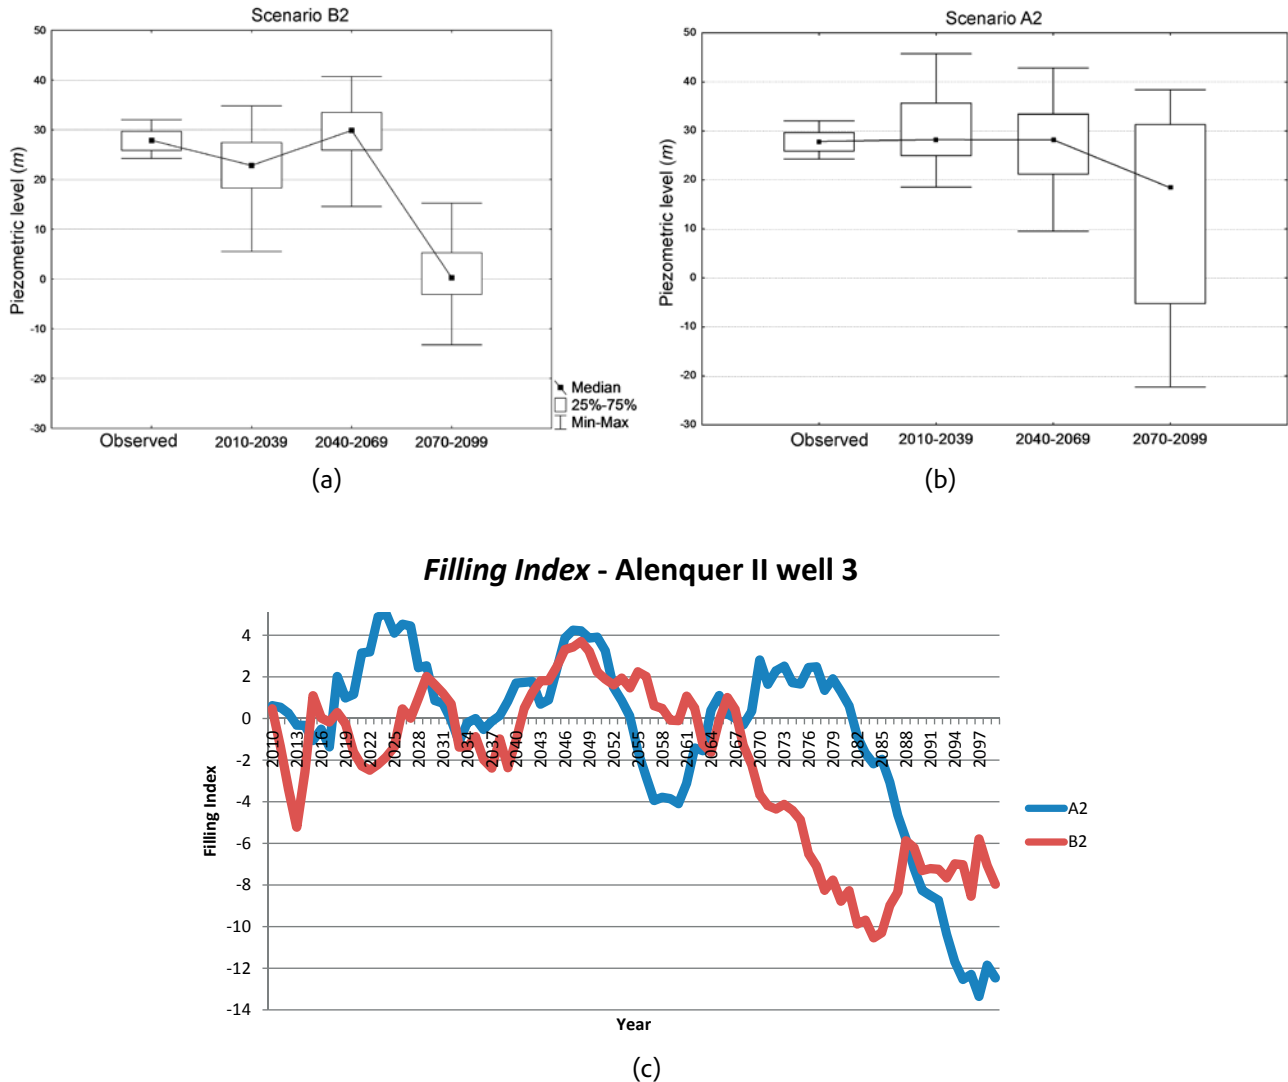 Scenario B2
50
40
30
20
10
0
-10
-20
-30
Piezometric level (m)
Observed 2010-2039 2040-2069 2070-2099
Median
25%-75%
Min-Max
(a)
Scenario A2
50
40
30
20
10
0
-10
-20
-30
Piezometric level (m)
Observed 2010-2039 2040-2069 2070-2099
(b)
Filling Index - Alenquer II well 3
4
2
0
-2
-4
-6
-8
-10
-12
-14
Filling Index
2010 2013 2016 2019 2022 2025 2028 2031 2034 2037 2040 2043 2046 2049 2052 2055 2058 2061 2064 2067 2070 2073 2076 2079 2082 2085 2088 2091 2094 2097
Year
A2
B2
(c)